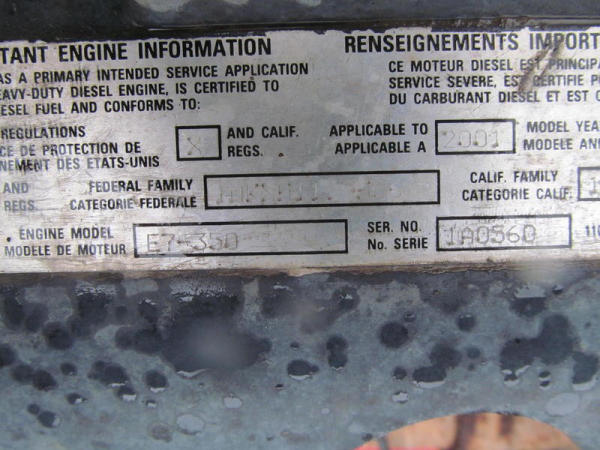 TANT ENGINE INFORMATION RENSEIGNEMENTS IMPORT
AS A PRIMARY INTENDED SERVICE APPLICATION CE MOTEUR DIESEL EST PRINCIPA
EAVY-DUTY DIESEL ENGINE, IS CERTIFIED TO SERVICE SEVERE, EST CERTIFIE P
ESEL FUEL AND CONFORMS TO: DU CARBURANT DIESEL ET EST C
REGULATIONS X AND CALIF. APPLICABLE TO 2001 MODEL YEA
CE DE PROTECTION DE REGS. APPLICABLE A MODELE ANN
NEMENT DES ETATS-UNIS
AND FEDERAL FAMILY CALIF. FAMILY 1
REGS. CATEGORIE FEDERALE CATEGORIE CALIF.
ENGINE MODEL E7-350 SER. NO. 1A0560 110
MODELE DE MOTEUR No. SERIE